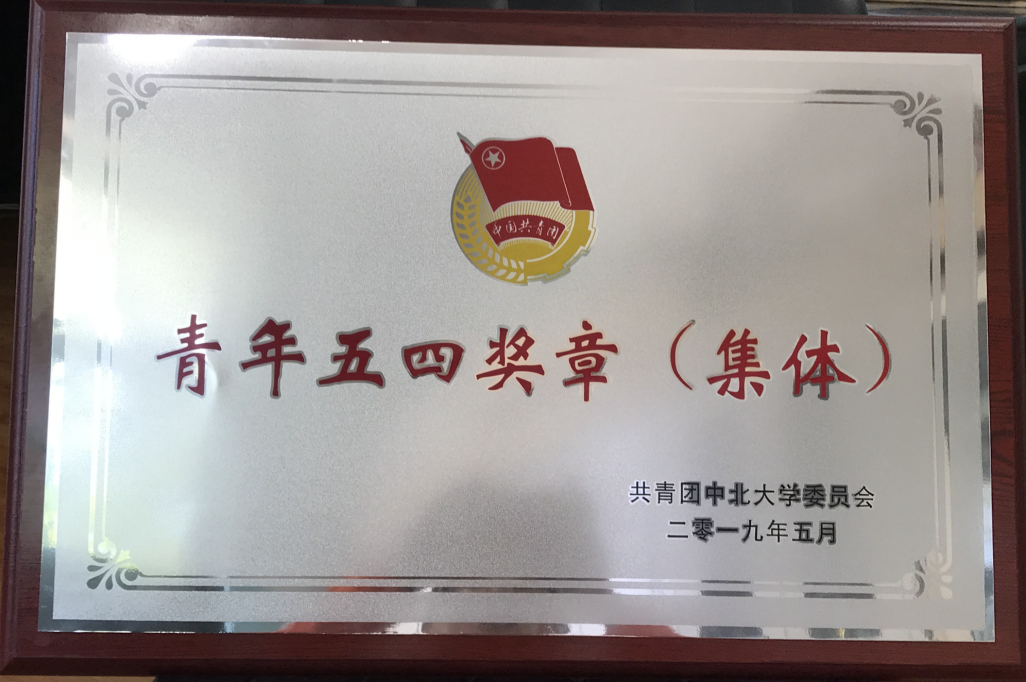 中国共青团
青年五四奖章（集体）
共青团中北大学委员会
二零一九年五月